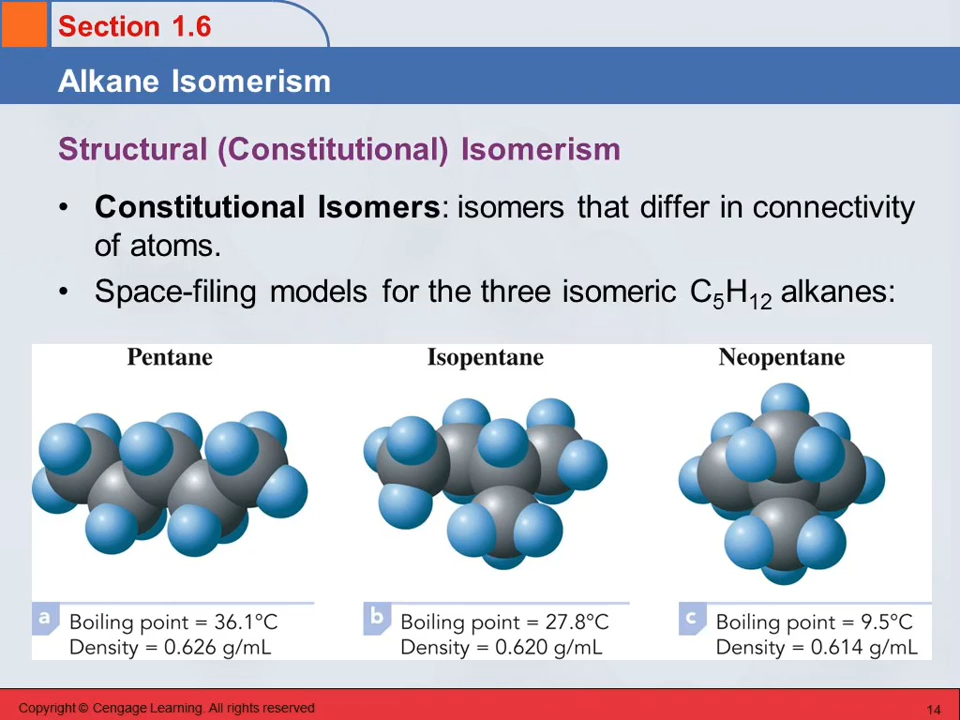 Section 1.6
Alkane Isomerism
Structural (Constitutional) Isomerism
• Constitutional Isomers: isomers that differ in connectivity
of atoms.
• Space-filing models for the three isomeric C₅H₁₂ alkanes:
Pentane
Isopentane
Neopentane
a
Boiling point = 36.1°C
Density = 0.626 g/mL
b
Boiling point = 27.8°C
Density = 0.620 g/mL
c
Boiling point = 9.5°C
Density = 0.614 g/mL
Copyright © Cengage Learning. All rights reserved
14